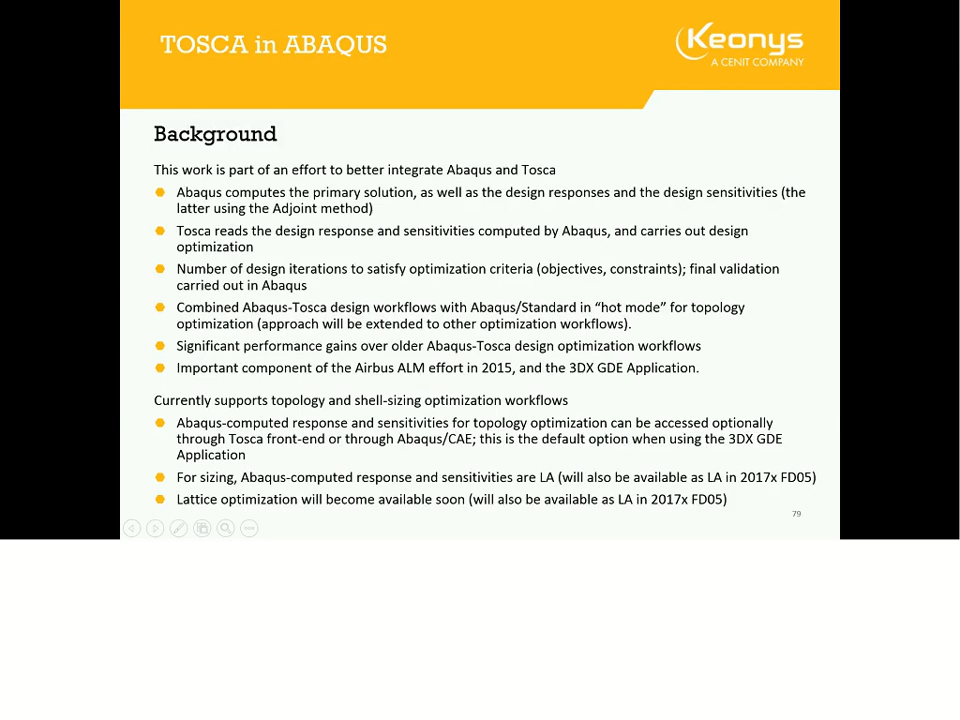 TOSCA in ABAQUS
Keonys
A CENIT COMPANY
Background
This work is part of an effort to better integrate Abaqus and Tosca
Abaqus computes the primary solution, as well as the design responses and the design sensitivities (the
latter using the Adjoint method)
Tosca reads the design response and sensitivities computed by Abaqus, and carries out design
optimization
Number of design iterations to satisfy optimization criteria (objectives, constraints); final validation
carried out in Abaqus
Combined Abaqus-Tosca design workflows with Abaqus/Standard in “hot mode” for topology
optimization (approach will be extended to other optimization workflows).
Significant performance gains over older Abaqus-Tosca design optimization workflows
Important component of the Airbus ALM effort in 2015, and the 3DX GDE Application.
Currently supports topology and shell-sizing optimization workflows
Abaqus-computed response and sensitivities for topology optimization can be accessed optionally
through Tosca front-end or through Abaqus/CAE; this is the default option when using the 3DX GDE
Application
For sizing, Abaqus-computed response and sensitivities are LA (will also be available as LA in 2017x FD05)
Lattice optimization will become available soon (will also be available as LA in 2017x FD05)
79